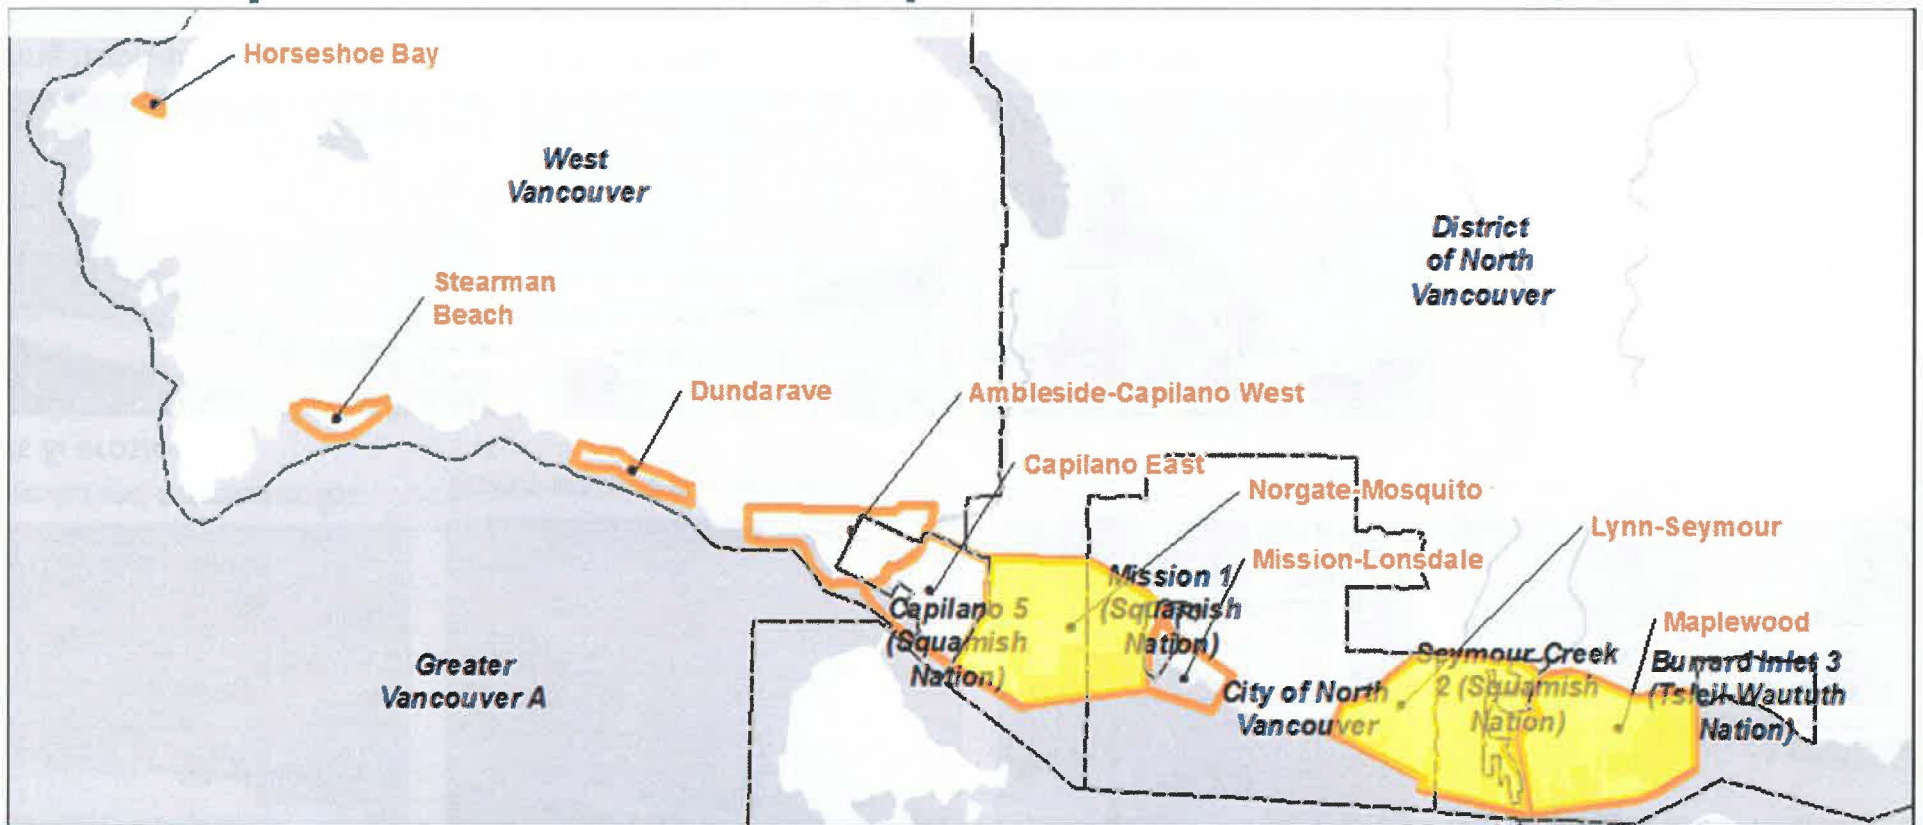 Horseshoe Bay
West
Vancouver
District
of North
Vancouver
Stearman
Beach
Dundarave
Ambleside-Capilano West
Capilano East
Norgate-Mosquito
Lynn-Seymour
Mission-Lonsdale
Mission 1
(Squamish
Nation)
Capilano 5
(Squamish
Nation)
Maplewood
Seymour Creek
2 (Squamish
Nation)
Burrard Inlet 3
(Tsleil-Waututh
Nation)
Greater
Vancouver A
City of North
Vancouver